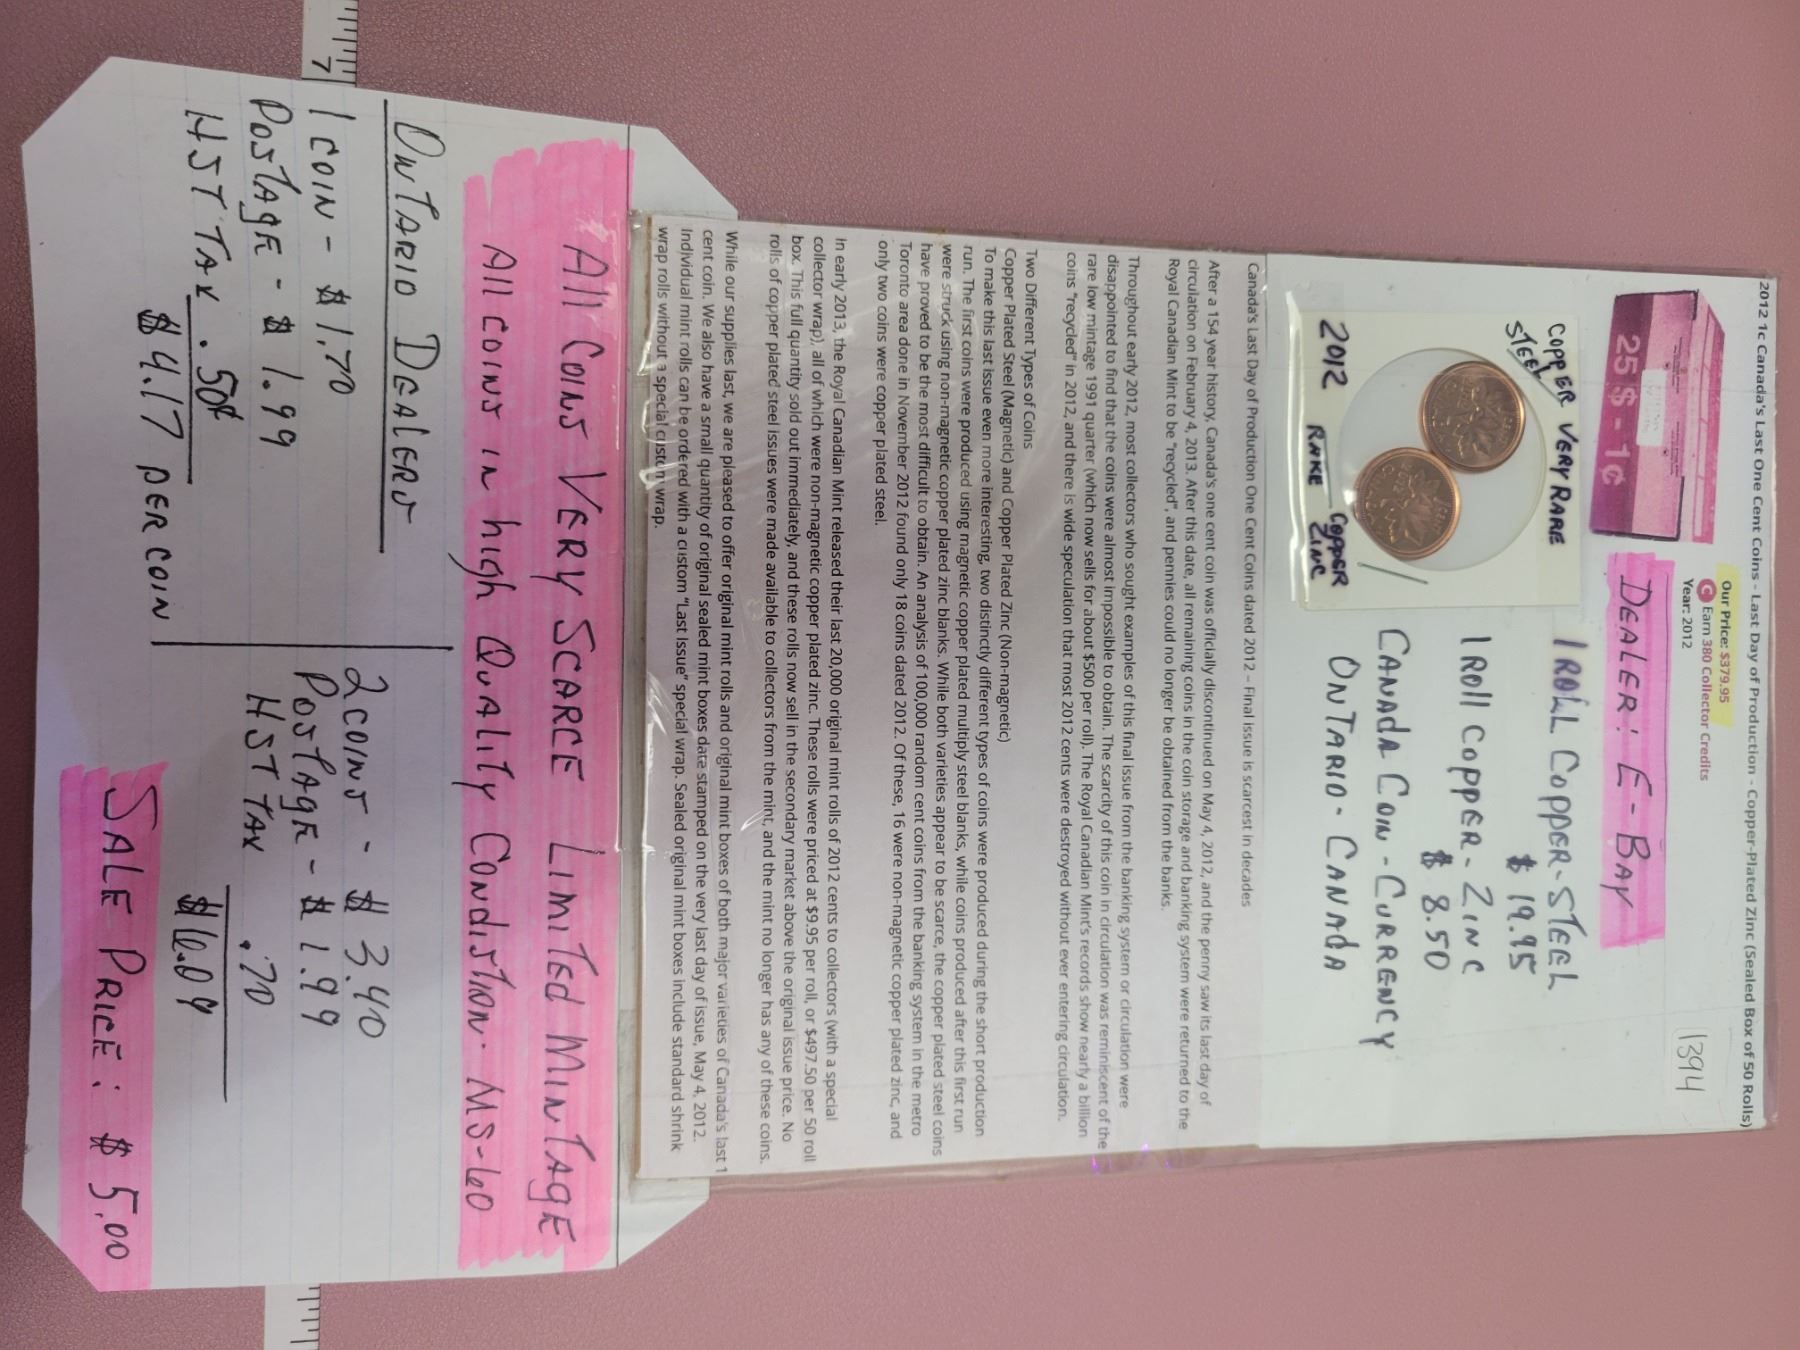 2012 1c Canada's Last One Cent Coins - Last Day of Production - Copper-Plated Zinc (Sealed Box of 50 Rolls)
Our Price: $379.95
C Earn 380 Collector Credits
Year: 2012
1394
25 $ - 1¢
DEALER: E-BAY
COPPER VERY RARE
STEEL
2012
RARE COPPER
ZINC
1 ROLL COPPER-STEEL
$ 19.95
1 ROLL COPPER-ZINC
$ 8.50
CANADA COIN-CURRENCY
ONTARIO-CANADA
Canada's Last Day of Production One Cent Coins dated 2012 – Final issue is scarcest in decades
After a 154 year history, Canada's one cent coin was officially discontinued on May 4, 2012, and the penny saw its last day of
circulation on February 4, 2013. After this date, all remaining coins in the coin storage and banking system were returned to the
Royal Canadian Mint to be "recycled", and pennies could no longer be obtained from the banks.
Throughout early 2012, most collectors who sought examples of this final issue from the banking system or circulation were
disappointed to find that the coins were almost impossible to obtain. The scarcity of this coin in circulation was reminiscent of the
rare low mintage 1991 quarter (which now sells for about $500 per roll). The Royal Canadian Mint's records show nearly a billion
coins "recycled" in 2012, and there is wide speculation that most 2012 cents were destroyed without ever entering circulation.
Two Different Types of Coins
Copper Plated Steel (Magnetic) and Copper Plated Zinc (Non-magnetic)
To make this last issue even more interesting, two distinctly different types of coins were produced during the short production
run. The first coins were produced using magnetic copper plated multiply steel blanks, while coins produced after this first run
were struck using non-magnetic copper plated zinc blanks. While both varieties appear to be scarce, the copper plated steel coins
have proved to be the most difficult to obtain. An analysis of 100,000 random cent coins from the banking system in the metro
Toronto area done in November 2012 found only 18 coins dated 2012. Of these, 16 were non-magnetic copper plated zinc, and
only two coins were copper plated steel.
In early 2013, the Royal Canadian Mint released their last 20,000 original mint rolls of 2012 cents to collectors (with a special
collector wrap), all of which were non-magnetic copper plated zinc. These rolls were priced at $9.95 per roll, or $497.50 per 50 roll
box. This full quantity sold out immediately, and these rolls now sell in the secondary market above the original issue price. No
rolls of copper plated steel issues were made available to collectors from the mint, and the mint no longer has any of these coins.
While our supplies last, we are pleased to offer original mint rolls and original mint boxes of both major varieties of Canada's last 1
cent coin. We also have a small quantity of original sealed mint boxes date stamped on the very last day of issue, May 4, 2012.
Individual mint rolls can be ordered with a custom "Last Issue" special wrap. Sealed original mint boxes include standard shrink
wrap rolls without a special custom wrap.
All COINS VERY SCARCE LIMITED MINTAGE
All COINS IN high QUALITY CONDITION- MS-60
ONTARIO DEALERS
1 COIN - $ 1.70
POSTAGE - $ 1.99
HST TAX .50¢
$ 4.17 PER COIN
2 COINS - $ 3.40
POSTAGE - $ 1.99
HST TAX .70
$ 6.09
SALE PRICE: $ 5.00
7